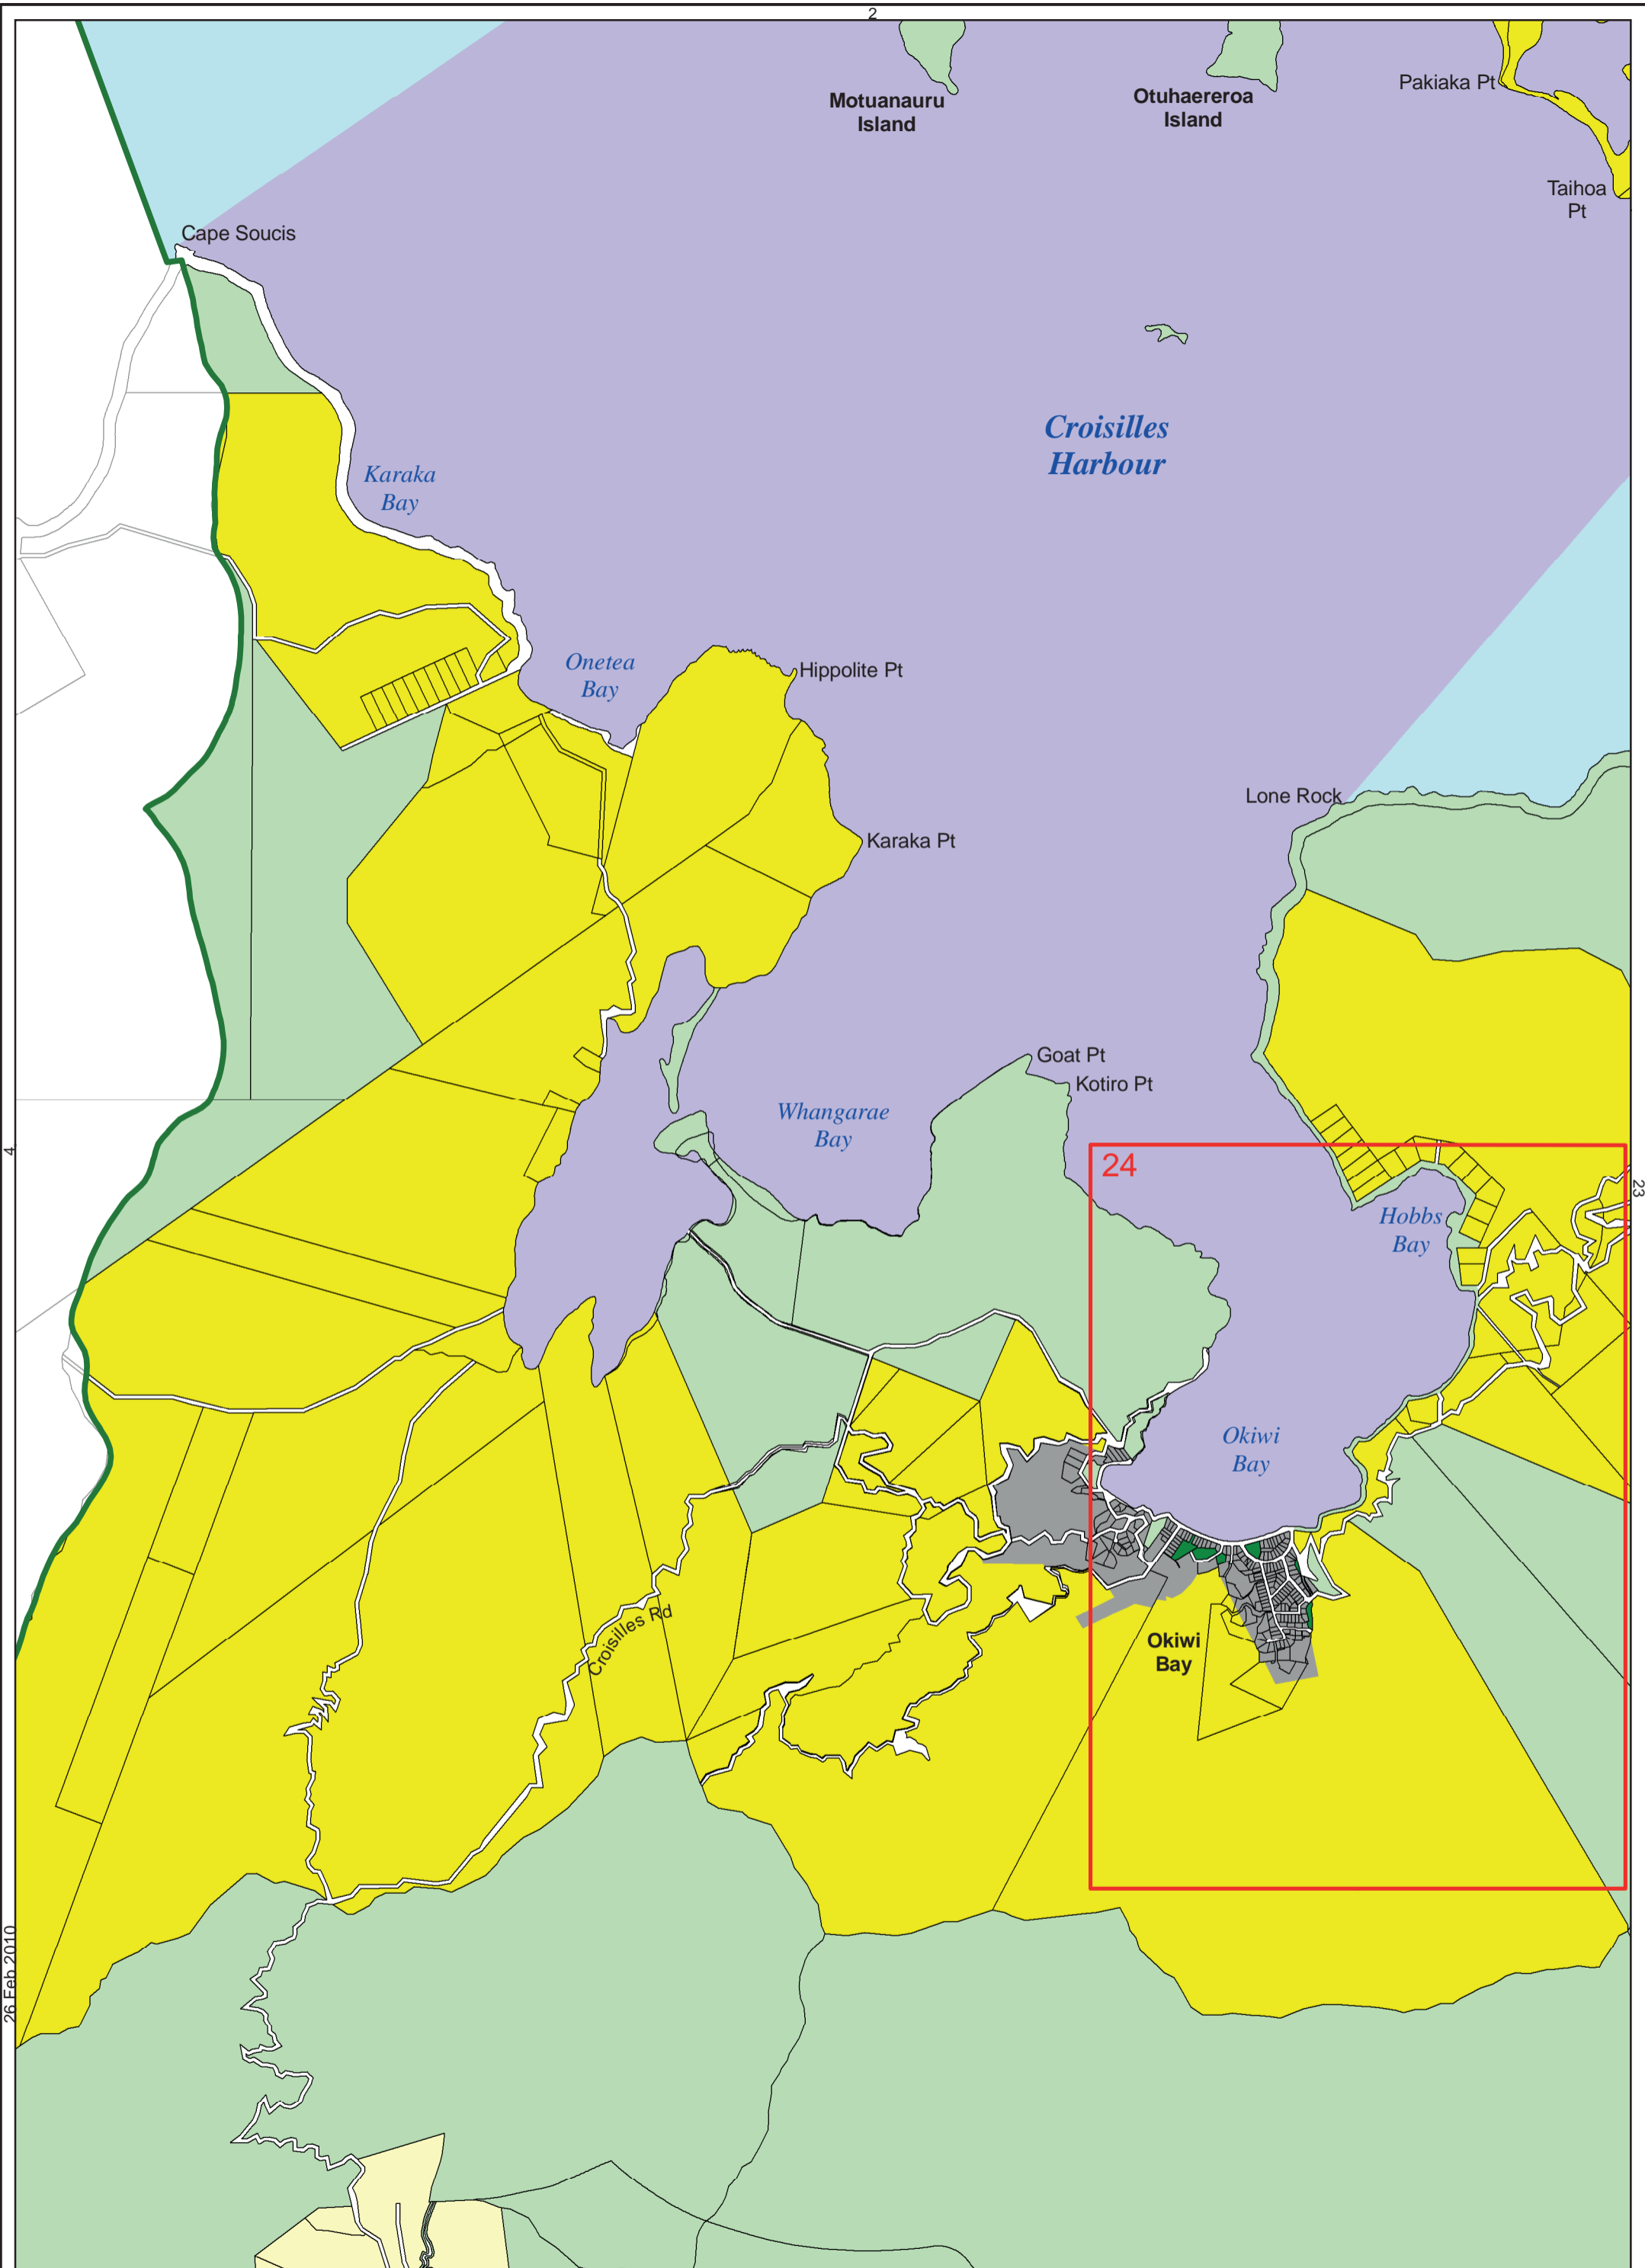 2
Motuanauru
Island
Otuhaereroa
Island
Pakiaka Pt
Taihoa
Pt
Cape Soucis
Croisilles
Harbour
Karaka
Bay
Onetea
Bay
Hippolite Pt
Lone Rock
Karaka Pt
Goat Pt
Kotiro Pt
Whangarae
Bay
4
24
23
Hobbs
Bay
Okiwi
Bay
Croisilles Rd
Okiwi
Bay
26 Feb 2010